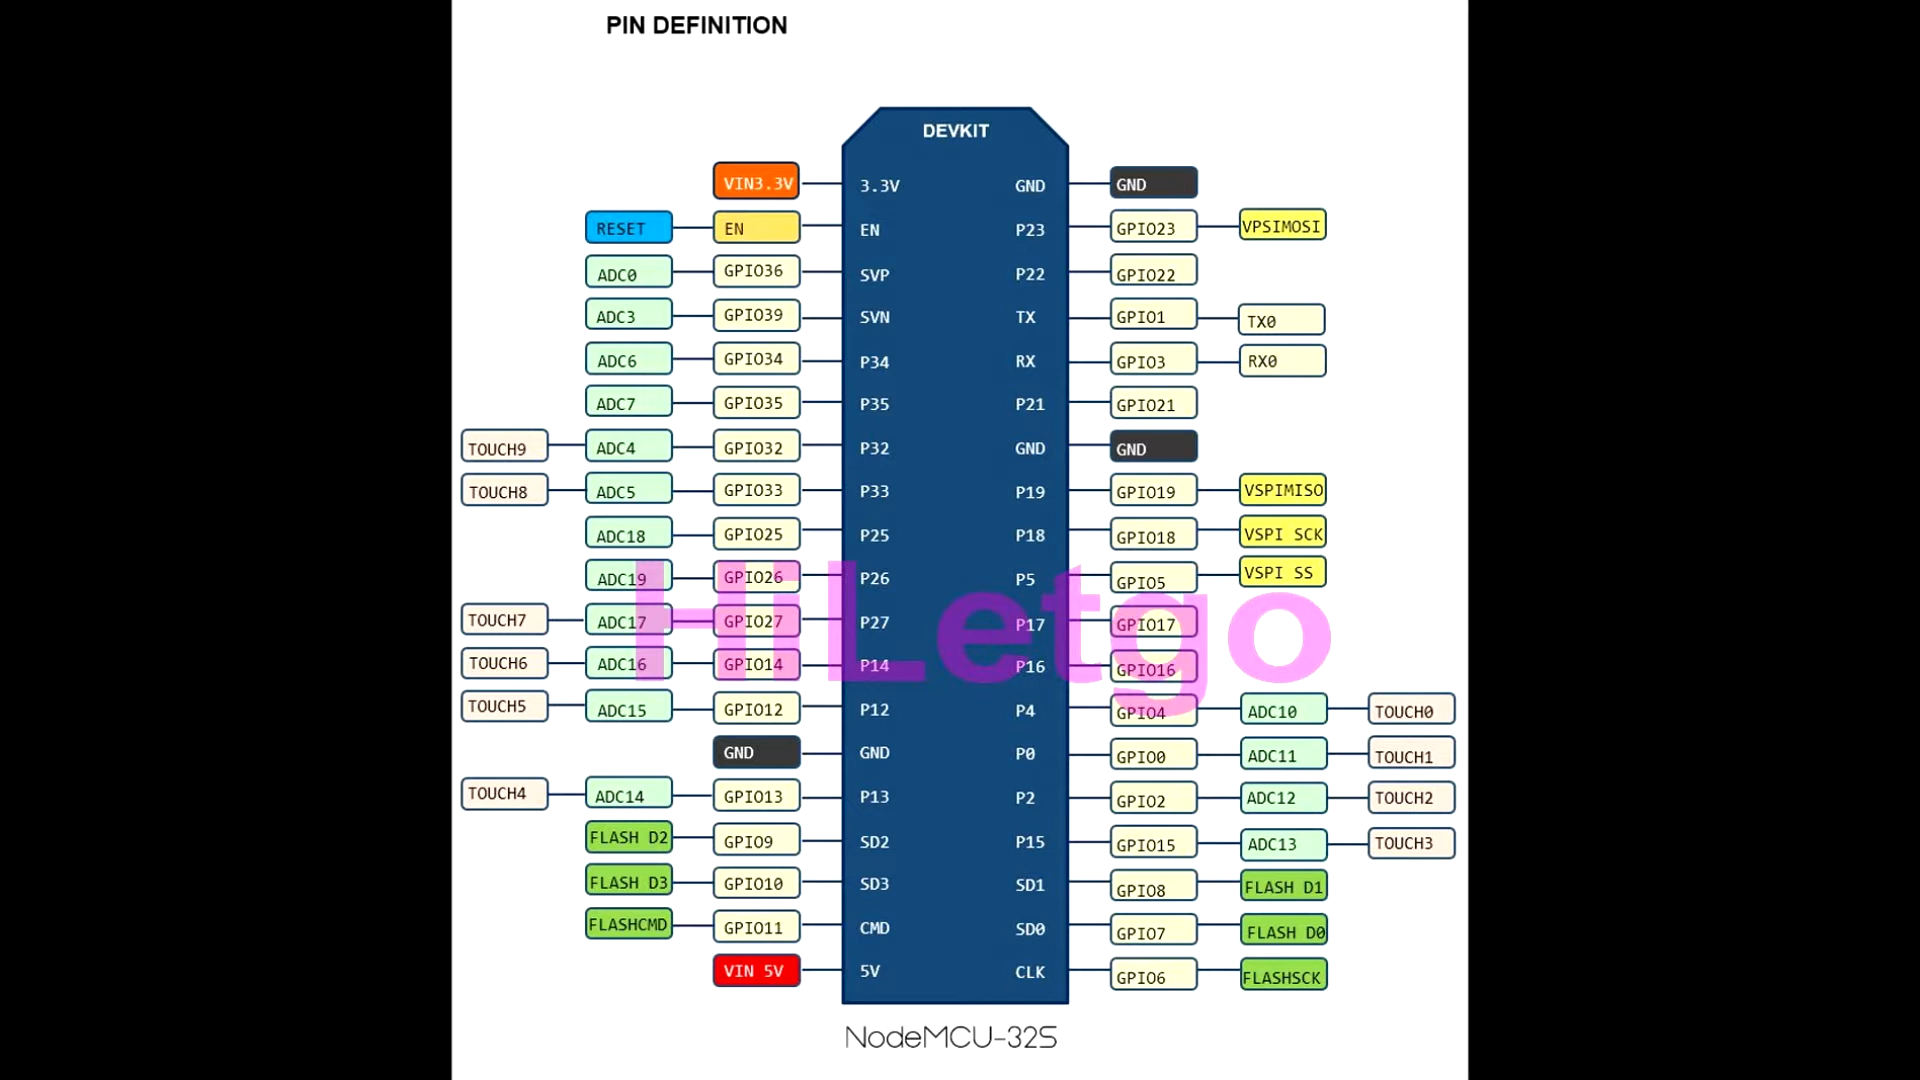 PIN DEFINITION
DEVKIT
VIN3.3V 3.3V GND GND
RESET EN EN P23 GPIO23 VPSIMOSI
ADC0 GPIO36 SVP P22 GPIO22
ADC3 GPIO39 SVN TX GPIO1 TX0
ADC6 GPIO34 P34 RX GPIO3 RX0
ADC7 GPIO35 P35 P21 GPIO21
TOUCH9 ADC4 GPIO32 P32 GND GND
TOUCH8 ADC5 GPIO33 P33 P19 GPIO19 VSPIMISO
ADC18 GPIO25 P25 P18 GPIO18 VSPI SCK
ADC19 GPIO26 P26 P5 GPIO5 VSPI SS
TOUCH7 ADC17 GPIO27 P27 P17 GPIO17
HiLetgo
TOUCH6 ADC16 GPIO14 P14 P16 GPIO16
TOUCH5 ADC15 GPIO12 P12 P4 GPIO4 ADC10 TOUCH0
GND GND P0 GPIO0 ADC11 TOUCH1
TOUCH4 ADC14 GPIO13 P13 P2 GPIO2 ADC12 TOUCH2
FLASH D2 GPIO9 SD2 P15 GPIO15 ADC13 TOUCH3
FLASH D3 GPIO10 SD3 SD1 GPIO8 FLASH D1
FLASHCMD GPIO11 CMD SD0 GPIO7 FLASH D0
VIN 5V 5V CLK GPIO6 FLASHSCK
NodeMCU-32S